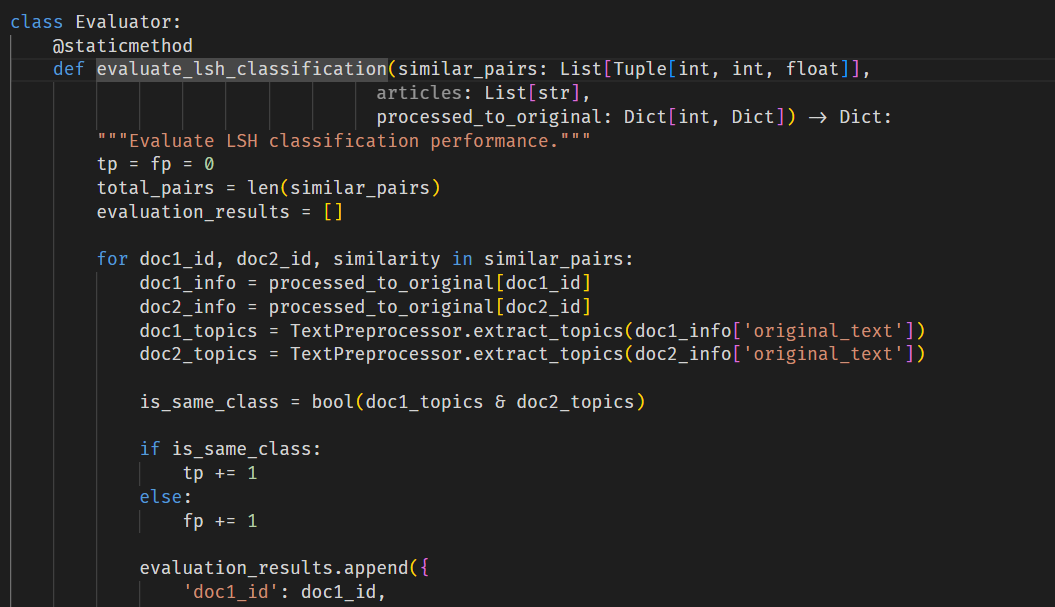 class Evaluator:
    @staticmethod
    def evaluate_lsh_classification(similar_pairs: List[Tuple[int, int, float]],
                                  articles: List[str],
                                  processed_to_original: Dict[int, Dict]) -> Dict:
        """Evaluate LSH classification performance."""
        tp = fp = 0
        total_pairs = len(similar_pairs)
        evaluation_results = []

        for doc1_id, doc2_id, similarity in similar_pairs:
            doc1_info = processed_to_original[doc1_id]
            doc2_info = processed_to_original[doc2_id]
            doc1_topics = TextPreprocessor.extract_topics(doc1_info['original_text'])
            doc2_topics = TextPreprocessor.extract_topics(doc2_info['original_text'])

            is_same_class = bool(doc1_topics & doc2_topics)

            if is_same_class:
                tp += 1
            else:
                fp += 1

            evaluation_results.append({
                'doc1_id': doc1_id,